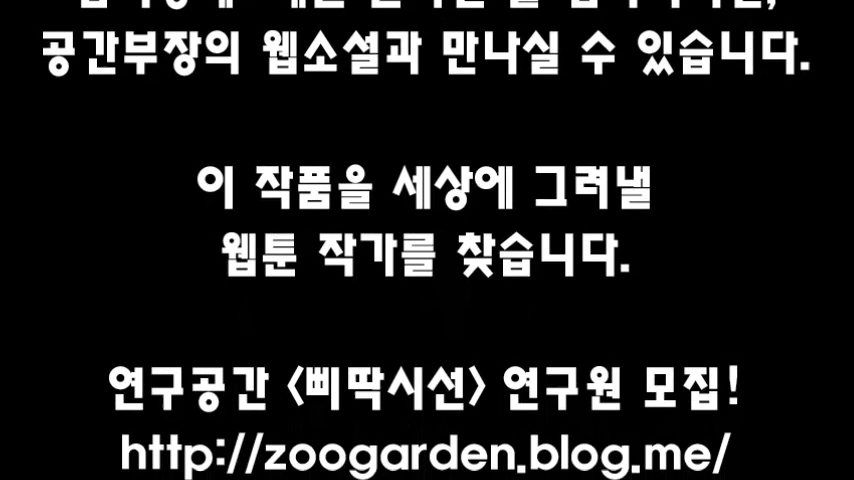 공간부장의 웹소설과 만나실 수 있습니다.
이 작품을 세상에 그려낼
웹툰 작가를 찾습니다.
연구공간 <삐딱시선> 연구원 모집!
http://zoogarden.blog.me/